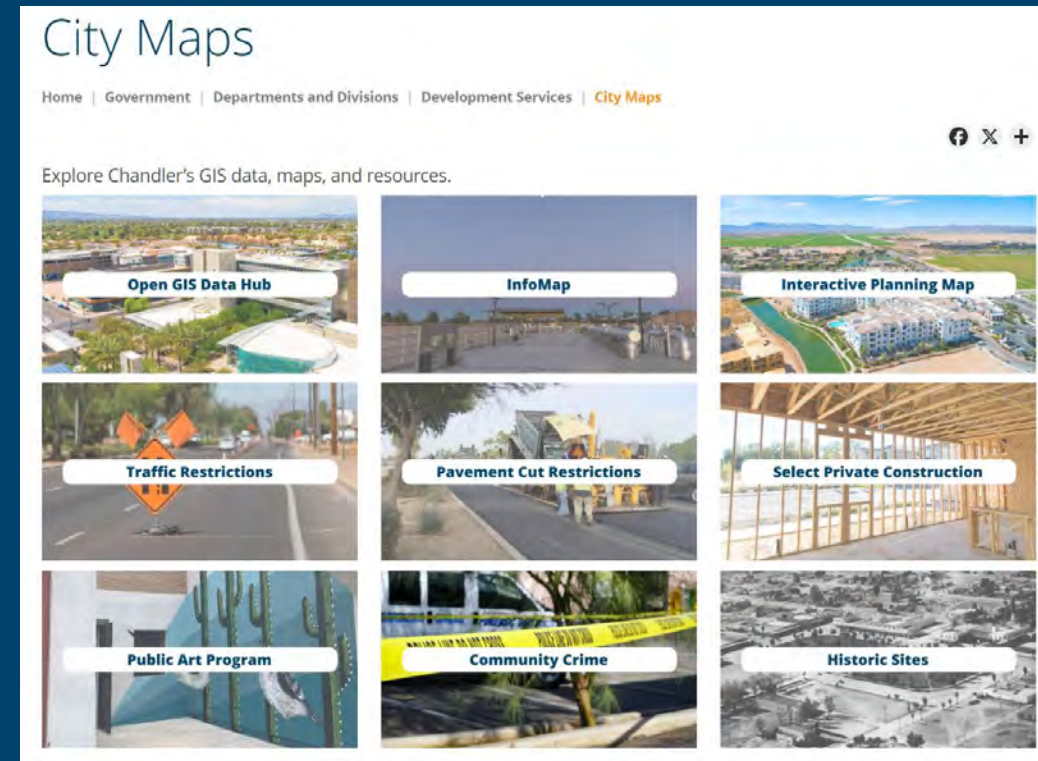 City Maps
Home | Government | Departments and Divisions | Development Services | City Maps
Explore Chandler's GIS data, maps, and resources.
Open GIS Data Hub
InfoMap
Interactive Planning Map
Traffic Restrictions
Pavement Cut Restrictions
Select Private Construction
Public Art Program
Community Crime
Historic Sites